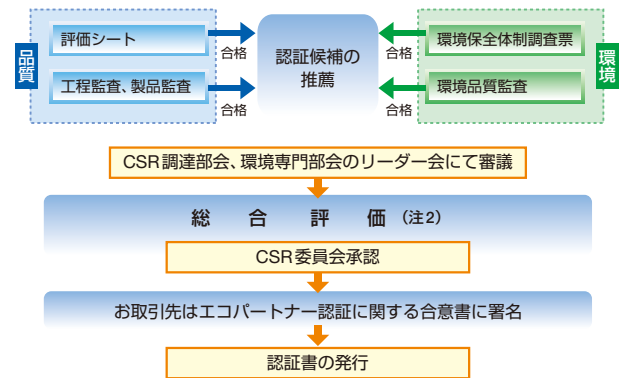 品質
評価シート
合格
工程監査、製品監査
合格
認証候補の
推薦
環境保全体制調査票
合格
環境品質監査
合格
環境
CSR調達部会、環境専門部会のリーダー会にて審議
総合評価（注2）
CSR委員会承認
お取引先はエコパートナー認証に関する合意書に署名
認証書の発行